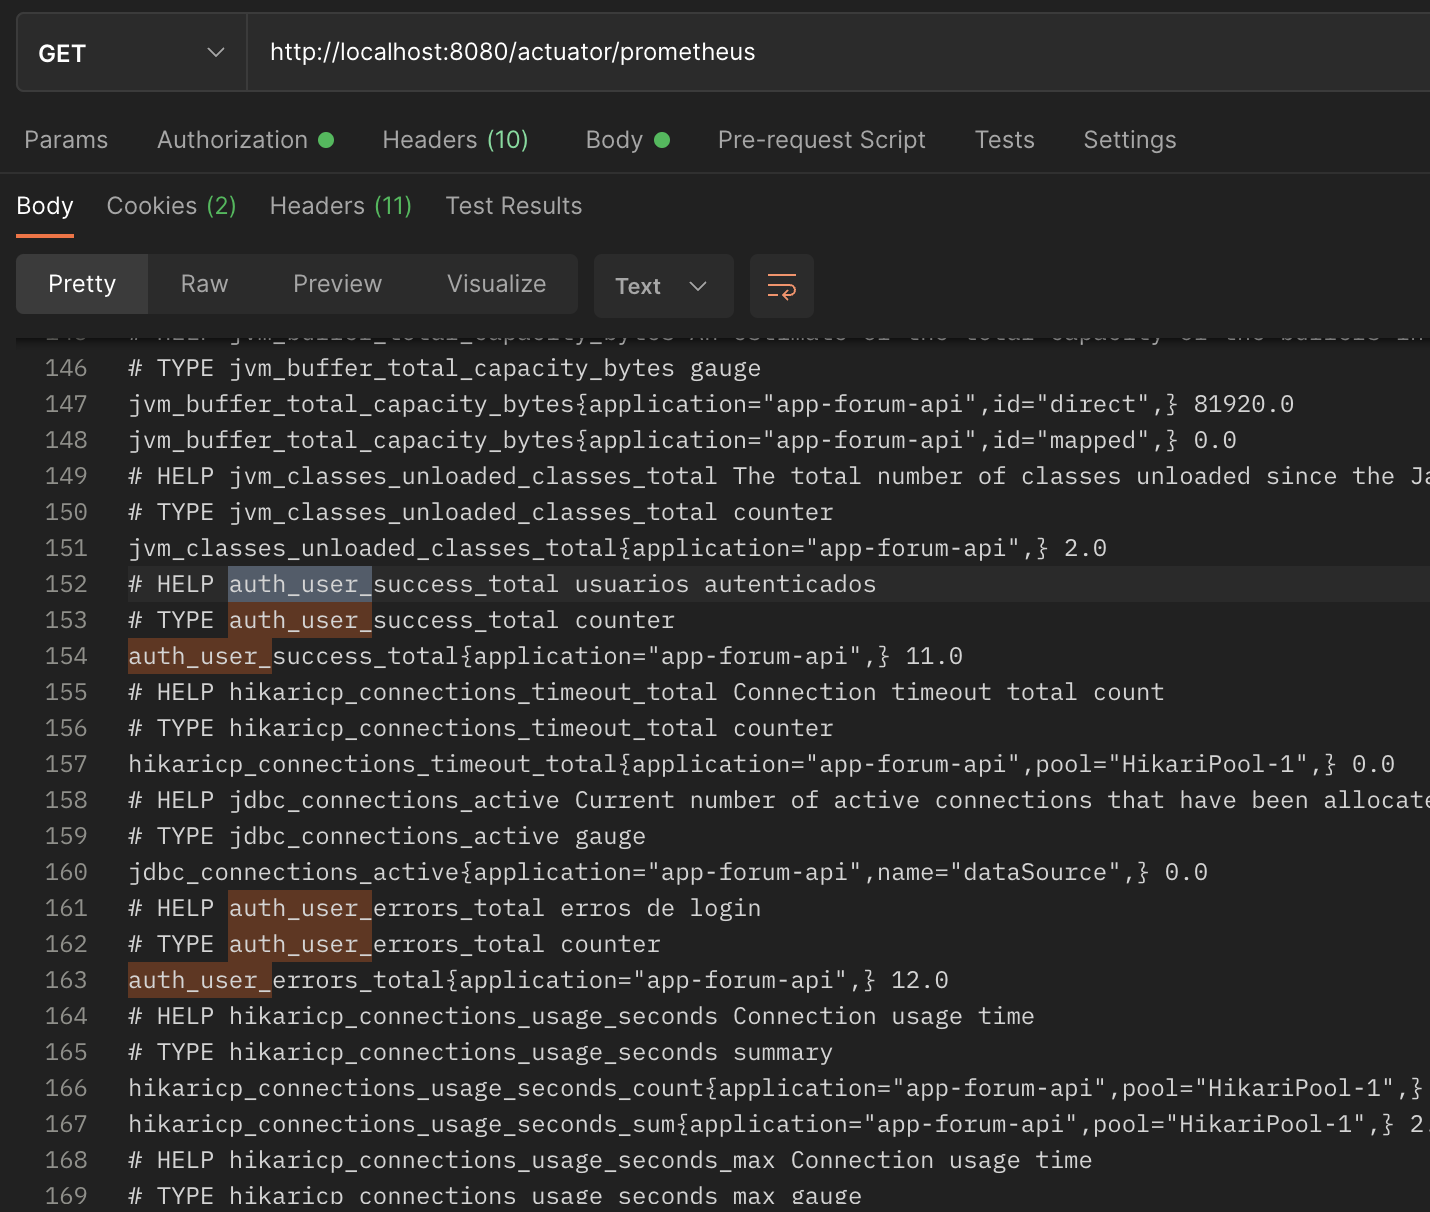 GET
http://localhost:8080/actuator/prometheus
Params Authorization Headers (10) Body Pre-request Script Tests Settings
Body Cookies (2) Headers (11) Test Results
Pretty Raw Preview Visualize Text
146 # TYPE jvm_buffer_total_capacity_bytes gauge
147 jvm_buffer_total_capacity_bytes{application="app-forum-api",id="direct",} 81920.0
148 jvm_buffer_total_capacity_bytes{application="app-forum-api",id="mapped",} 0.0
149 # HELP jvm_classes_unloaded_classes_total The total number of classes unloaded since the Ja
150 # TYPE jvm_classes_unloaded_classes_total counter
151 jvm_classes_unloaded_classes_total{application="app-forum-api",} 2.0
152 # HELP auth_user_success_total usuarios autenticados
153 # TYPE auth_user_success_total counter
154 auth_user_success_total{application="app-forum-api",} 11.0
155 # HELP hikaricp_connections_timeout_total Connection timeout total count
156 # TYPE hikaricp_connections_timeout_total counter
157 hikaricp_connections_timeout_total{application="app-forum-api",pool="HikariPool-1",} 0.0
158 # HELP jdbc_connections_active Current number of active connections that have been allocate
159 # TYPE jdbc_connections_active gauge
160 jdbc_connections_active{application="app-forum-api",name="dataSource",} 0.0
161 # HELP auth_user_errors_total erros de login
162 # TYPE auth_user_errors_total counter
163 auth_user_errors_total{application="app-forum-api",} 12.0
164 # HELP hikaricp_connections_usage_seconds Connection usage time
165 # TYPE hikaricp_connections_usage_seconds summary
166 hikaricp_connections_usage_seconds_count{application="app-forum-api",pool="HikariPool-1",}
167 hikaricp_connections_usage_seconds_sum{application="app-forum-api",pool="HikariPool-1",} 2.
168 # HELP hikaricp_connections_usage_seconds_max Connection usage time
169 # TYPE hikaricp_connections_usage_seconds_max gauge